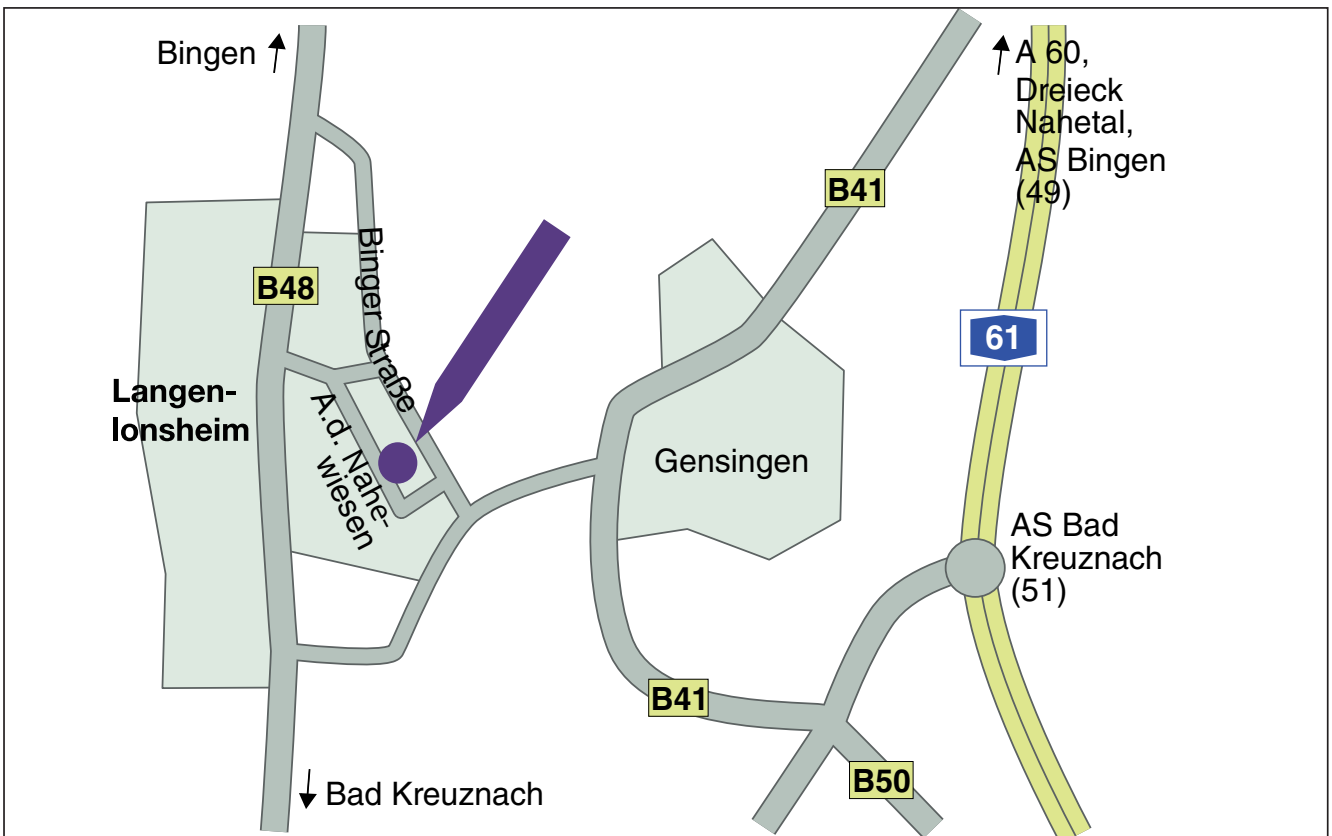 Bingen
A 60,
Dreieck
Nahetal,
AS Bingen
(49)
B41
B48
Binger Straße
61
Langen-
lonsheim
A.d. Nahe-
wiesen
Gensingen
AS Bad
Kreuznach
(51)
B41
B50
Bad Kreuznach